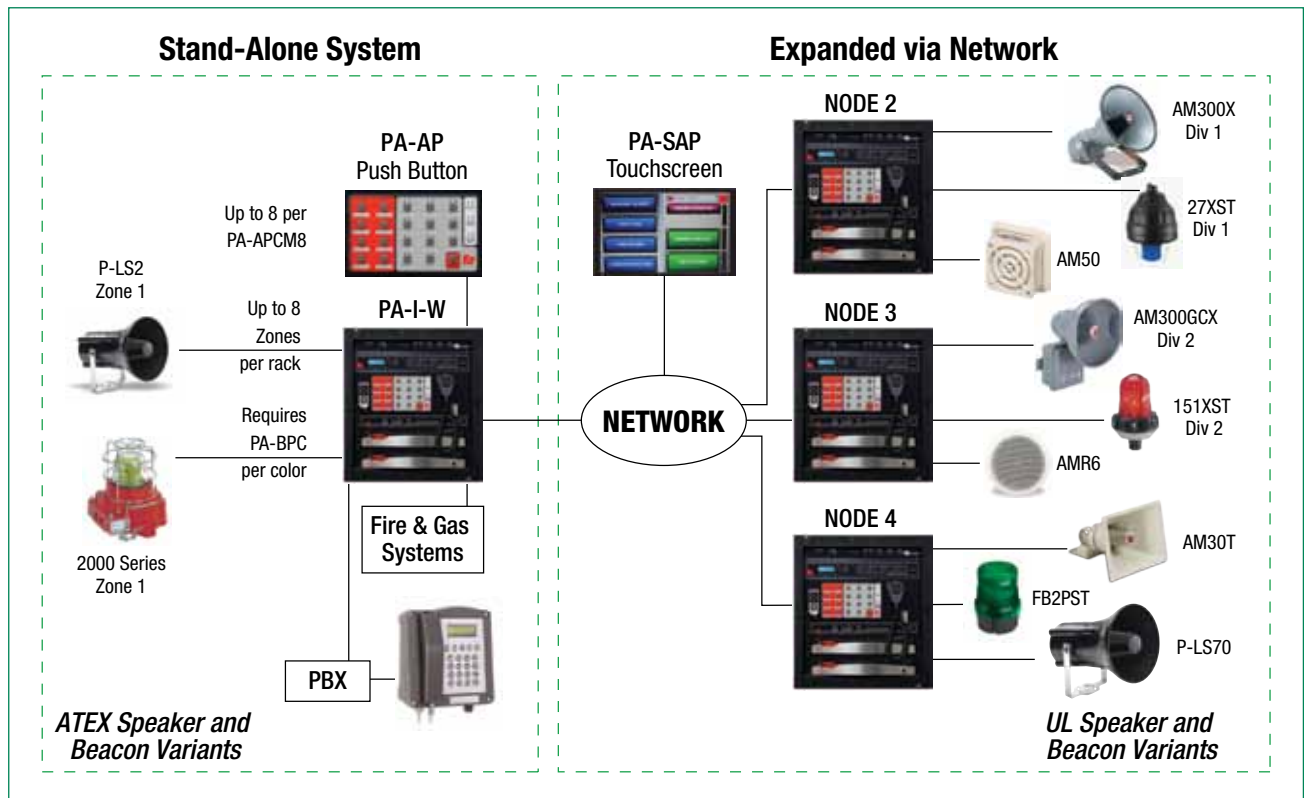 Stand-Alone System
Expanded via Network
PA-AP
Push Button
Up to 8 per
PA-APCM8
P-LS2
Zone 1
Up to 8
Zones
per rack
PA-I-W
Requires
PA-BPC
per color
2000 Series
Zone 1
Fire & Gas
Systems
PBX
ATEX Speaker and
Beacon Variants
PA-SAP
Touchscreen
NETWORK
NODE 2
AM300X
Div 1
27XST
Div 1
AM50
NODE 3
AM300GCX
Div 2
151XST
Div 2
AMR6
NODE 4
AM30T
FB2PST
P-LS70
UL Speaker and
Beacon Variants